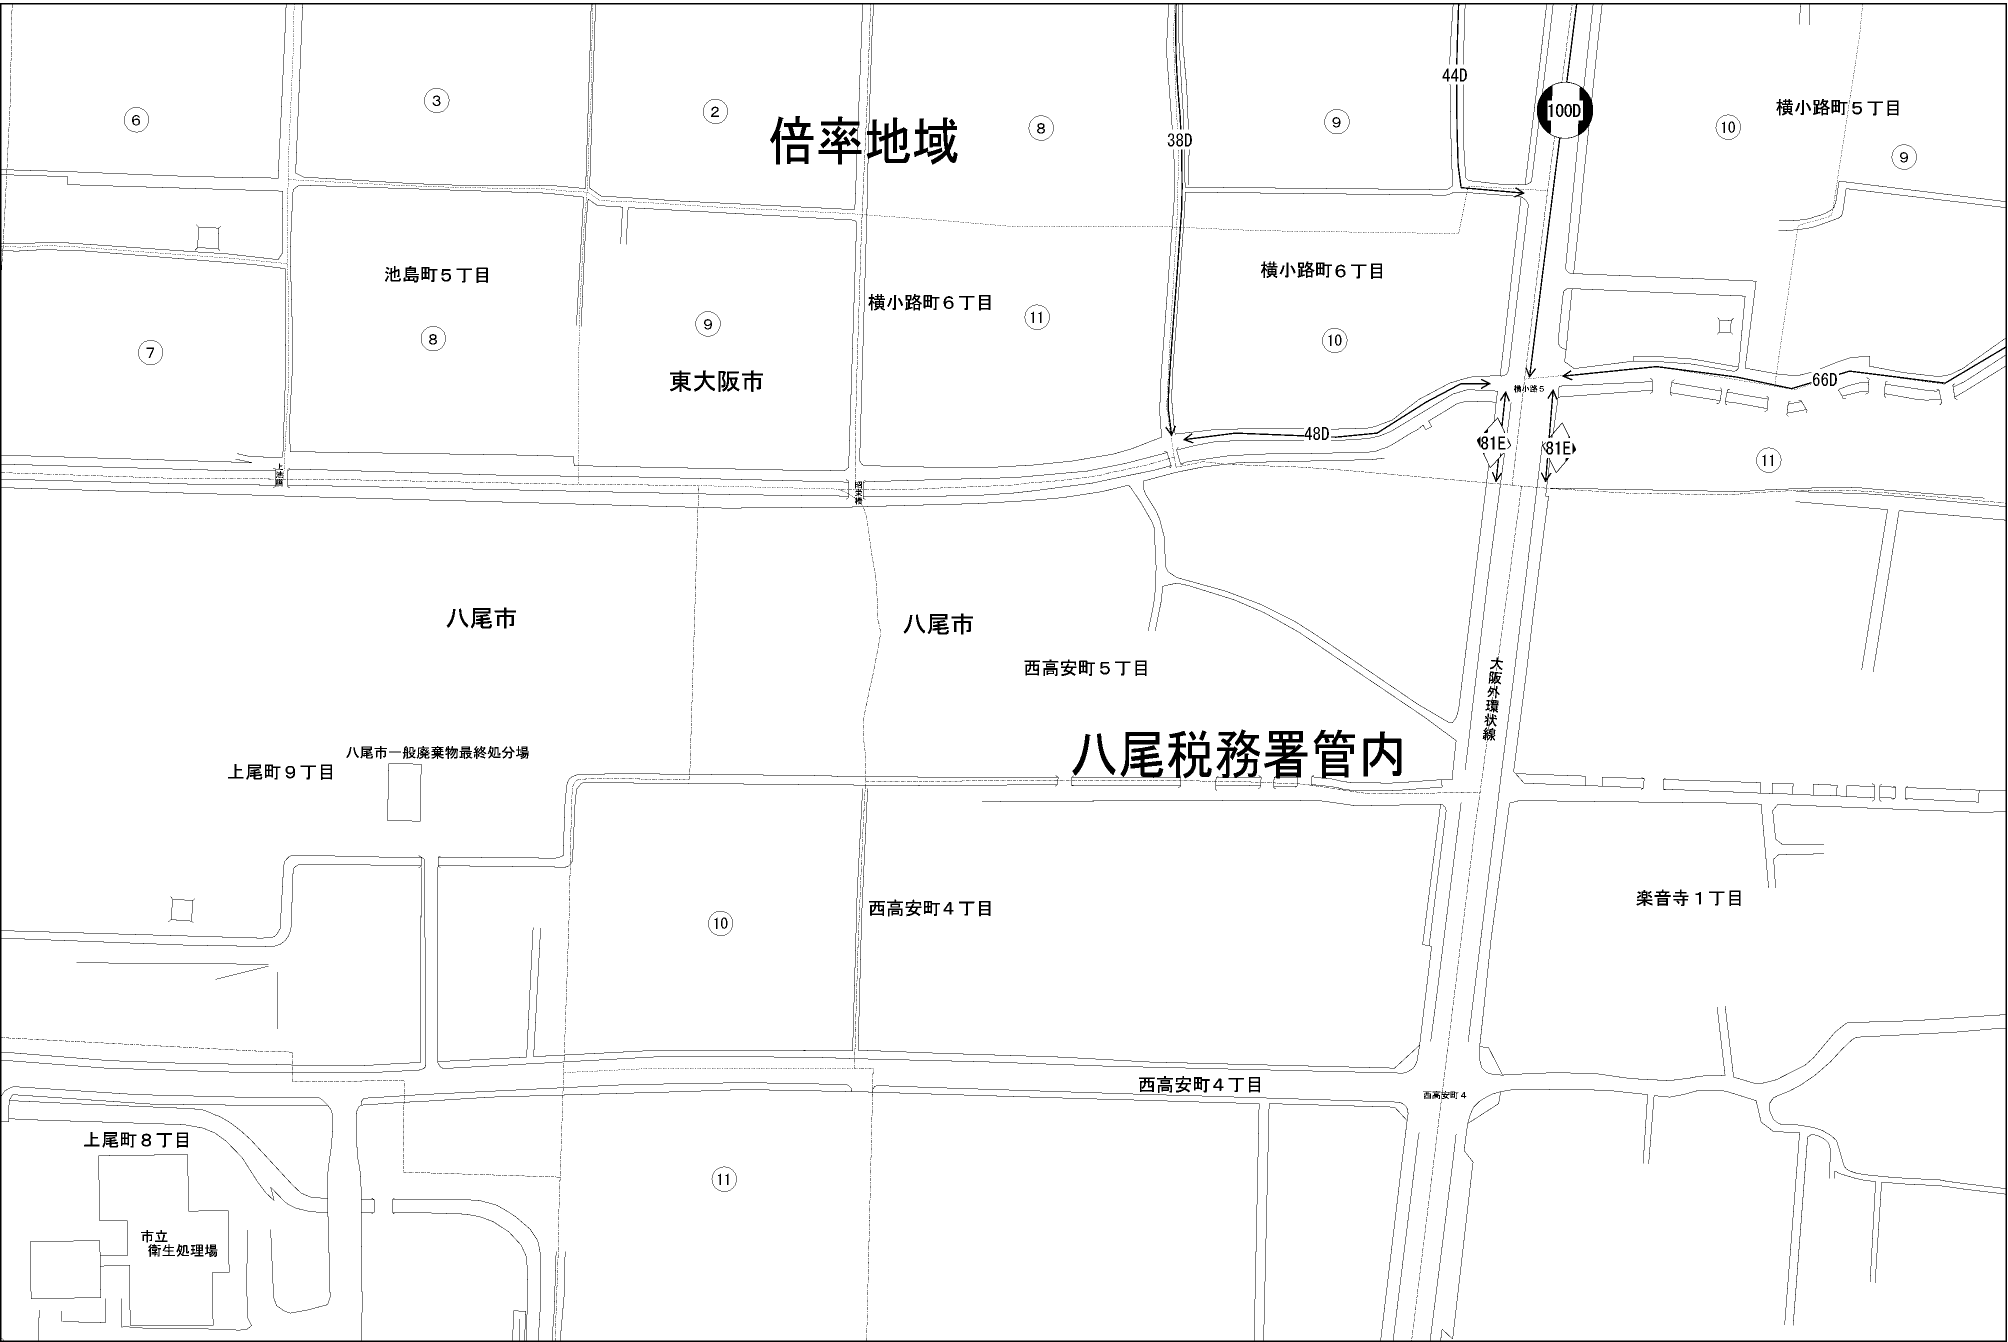 44D
100D
3
6
2
8
9
10
横小路町５丁目
9
倍率地域
38D
池島町５丁目
横小路町６丁目
横小路町６丁目
7
8
9
11
10
東大阪市
横小路５
66D
48D
81E
81E
11
上池島
八尾市
八尾市
西高安町５丁目
大阪外環状線
八尾税務署管内
八尾市一般廃棄物最終処分場
上尾町９丁目
10
西高安町４丁目
楽音寺１丁目
西高安町４丁目
西高安町４
上尾町８丁目
11
市立
衛生処理場